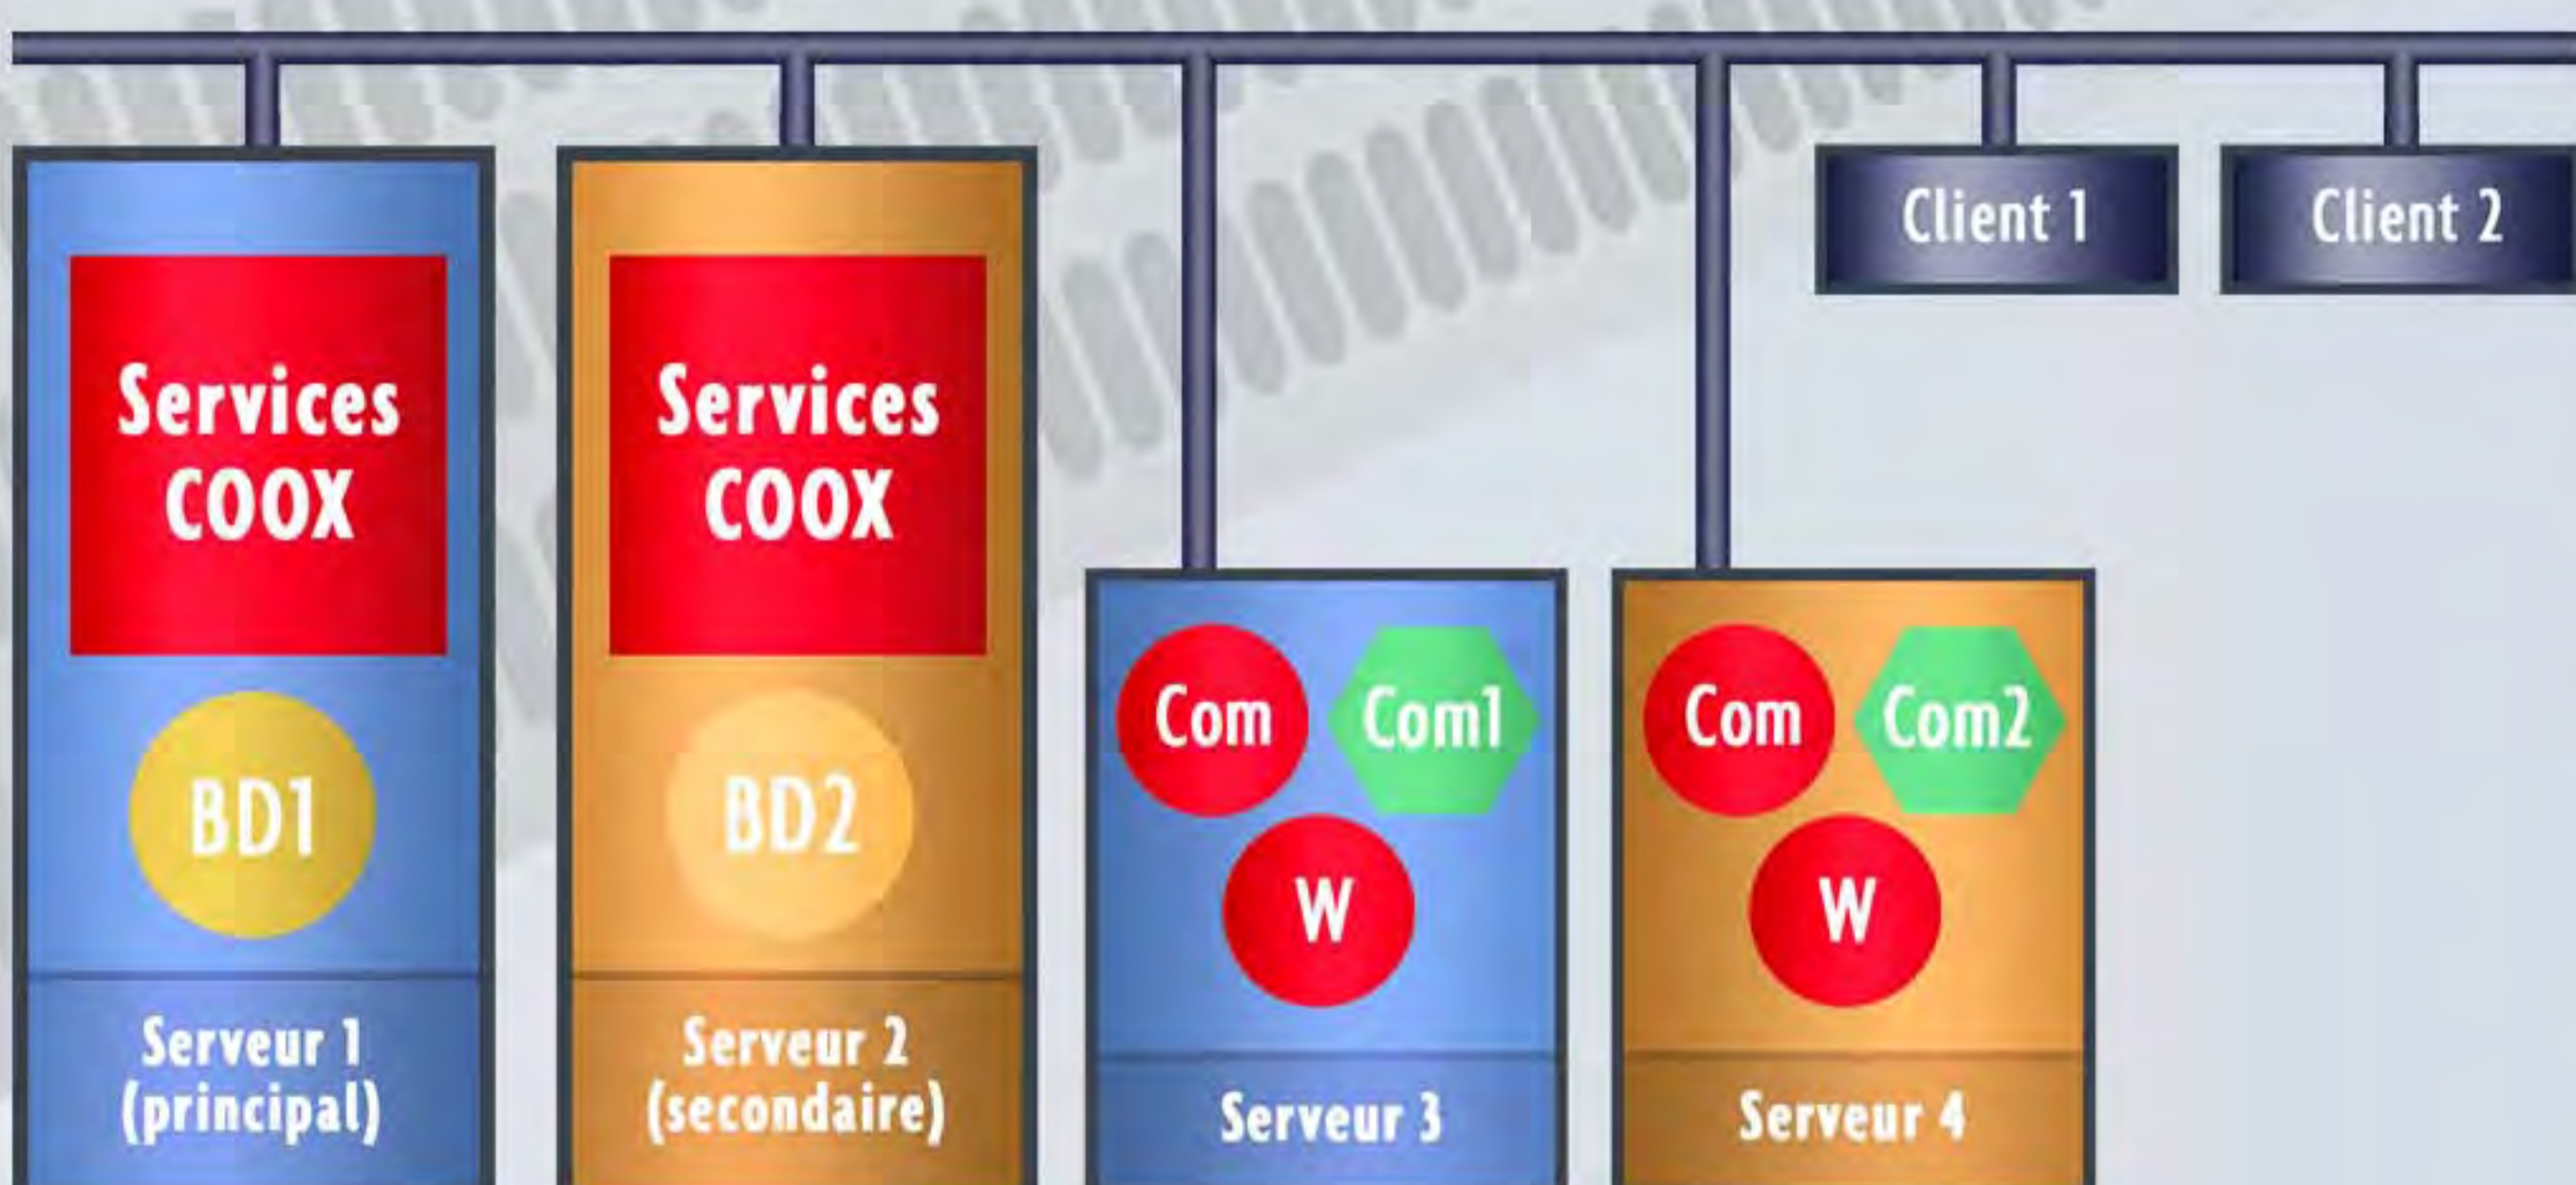 Services
COOX
BD1
Serveur 1
(principal)
Services
COOX
BD2
Serveur 2
(secondaire)
Com
Com1
W
Serveur 3
Com
Com2
W
Serveur 4
Client 1
Client 2